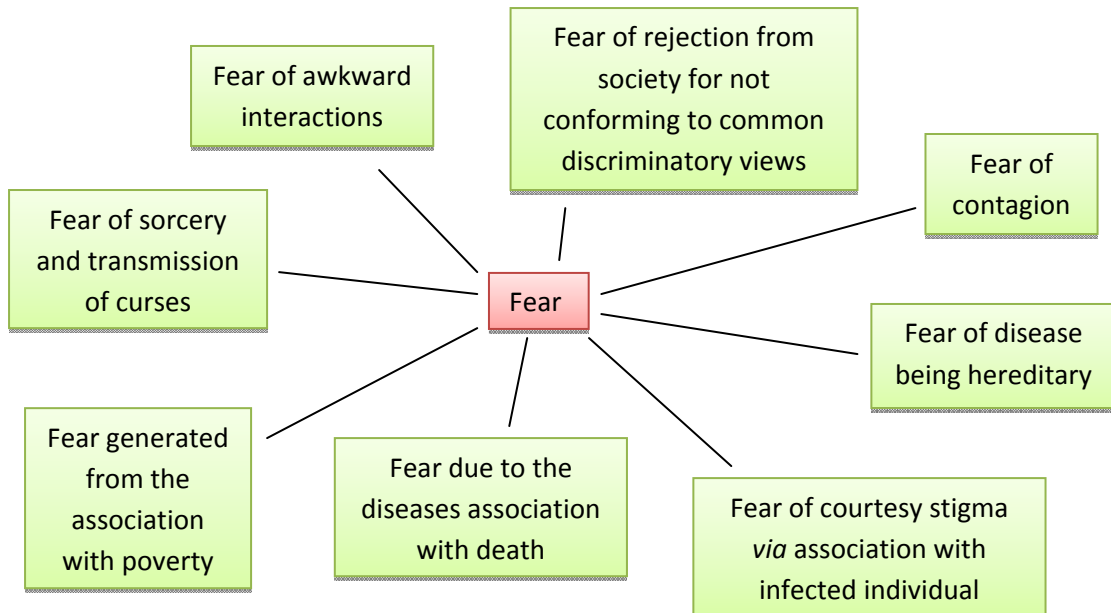 Fear of awkward
interactions
Fear of rejection from
society for not
conforming to common
discriminatory views
Fear of
contagion
Fear of sorcery
and transmission
of curses
Fear
Fear of disease
being hereditary
Fear generated
from the
association
with poverty
Fear due to the
diseases association
with death
Fear of courtesy stigma
via association with
infected individual